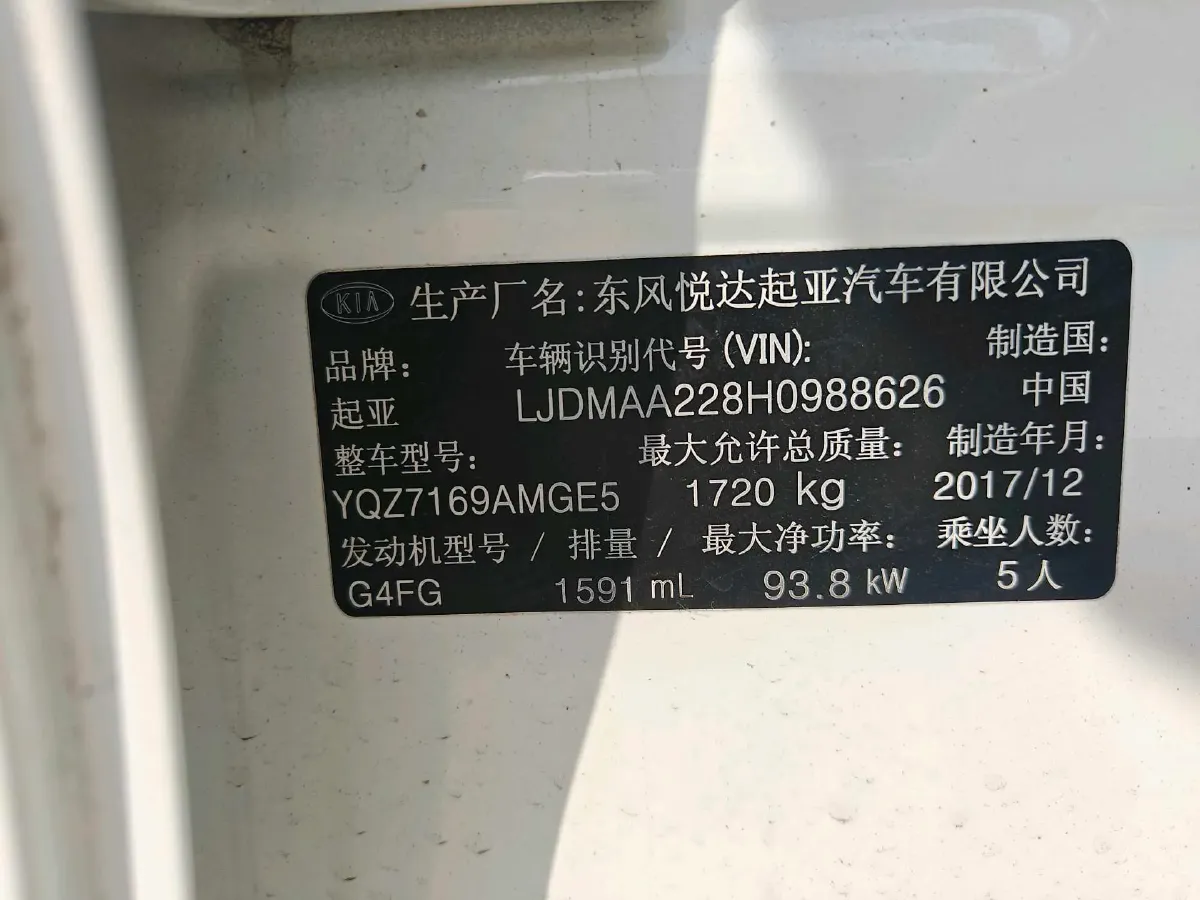 KIA 生产厂名:东风悦达起亚汽车有限公司
品牌: 车辆识别代号(VIN): 制造国:
起亚 LJDMAA228H0988626 中国
整车型号: 最大允许总质量: 制造年月:
YQZ7169AMGE5 1720 kg 2017/12
发动机型号 / 排量 / 最大净功率: 乘坐人数:
G4FG 1591 mL 93.8 kW 5人